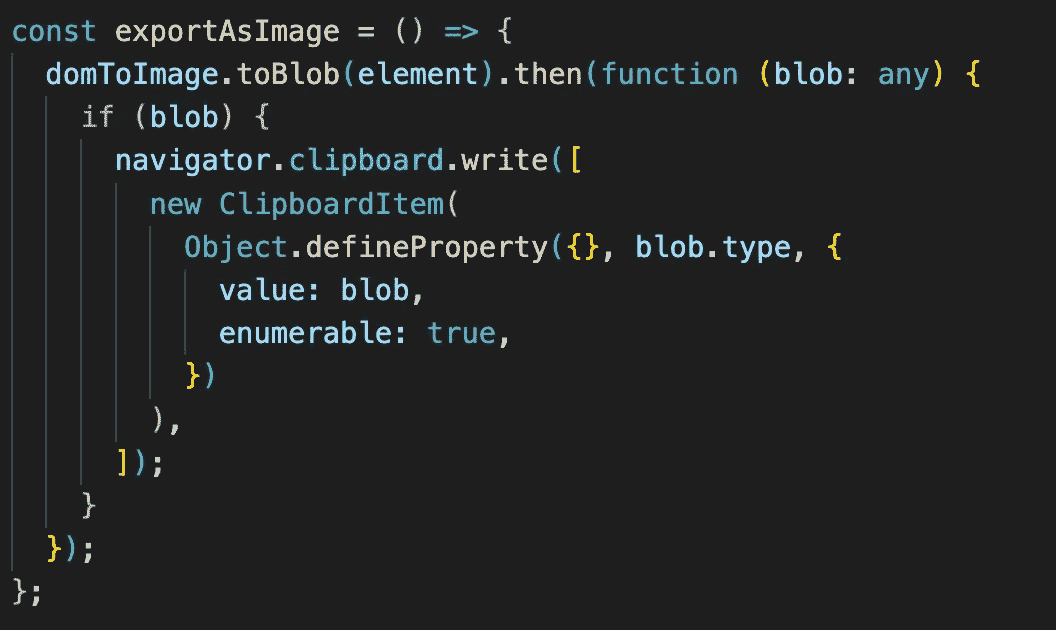 const exportAsImage = () => {
  domToImage.toBlob(element).then(function (blob: any) {
    if (blob) {
      navigator.clipboard.write([
        new ClipboardItem(
          Object.defineProperty({}, blob.type, {
            value: blob,
            enumerable: true,
          })
        ),
      ]);
    }
  });
};